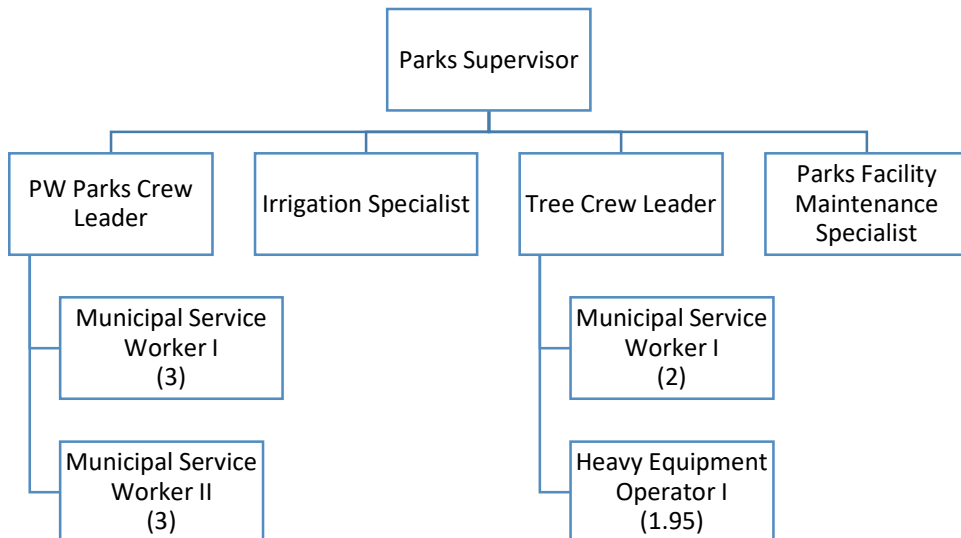 Parks Supervisor
PW Parks Crew
Leader
Irrigation Specialist
Tree Crew Leader
Parks Facility
Maintenance
Specialist
Municipal Service
Worker I
(3)
Municipal Service
Worker I
(2)
Municipal Service
Worker II
(3)
Heavy Equipment
Operator I
(1.95)